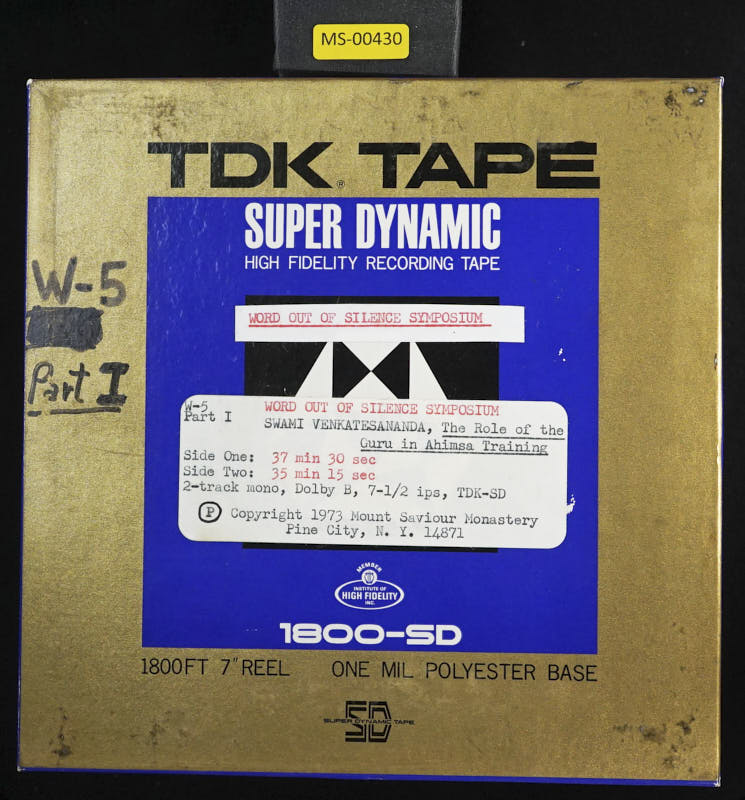 MS-00430
TDK® TAPE
SUPER DYNAMIC
HIGH FIDELITY RECORDING TAPE
W-5
Part I
WORD OUT OF SILENCE SYMPOSIUM
W-5 WORD OUT OF SILENCE SYMPOSIUM
Part I SWAMI VENKATESANANDA, The Role of the
Guru in Ahimsa Training
Side One: 37 min 30 sec
Side Two: 35 min 15 sec
2-track mono, Dolby B, 7-1/2 ips, TDK-SD
Ⓟ Copyright 1973 Mount Saviour Monastery
Pine City, N. Y. 14871
MEMBER
INSTITUTE OF
HIGH FIDELITY
INC.
1800-SD
1800FT 7" REEL ONE MIL POLYESTER BASE
SD
SUPER DYNAMIC TAPE